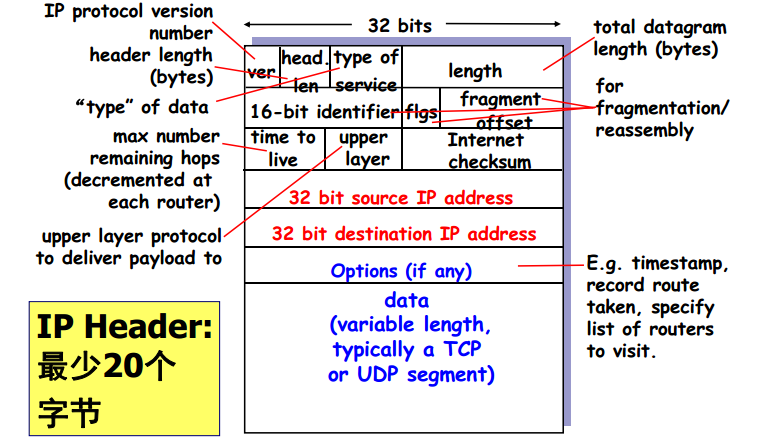 32 bits
IP protocol version
number
header length
(bytes)
"type" of data
max number
remaining hops
(decremented at
each router)
upper layer protocol
to deliver payload to
ver
head.
len
type of
service
length
16-bit identifier
flgs
fragment
offset
time to
live
upper
layer
Internet
checksum
32 bit source IP address
32 bit destination IP address
Options (if any)
data
(variable length,
typically a TCP
or UDP segment)
total datagram
length (bytes)
for
fragmentation/
reassembly
E.g. timestamp,
record route
taken, specify
list of routers
to visit.
IP Header:
最少20个
字节